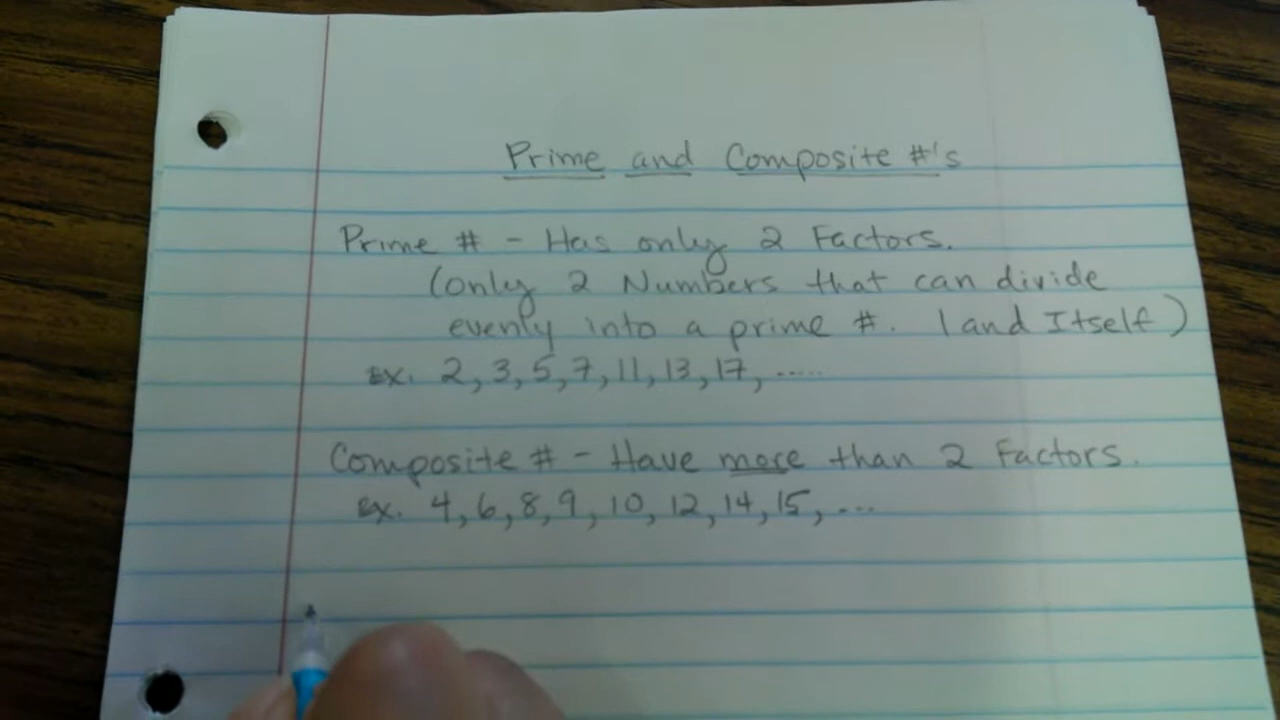 Prime and Composite #'s
Prime # - Has only 2 Factors.
(only 2 Numbers that can divide
evenly into a prime #. 1 and Itself)
Ex. 2, 3, 5, 7, 11, 13, 17, .....
Composite # - Have more than 2 Factors.
Ex. 4, 6, 8, 9, 10, 12, 14, 15, ...